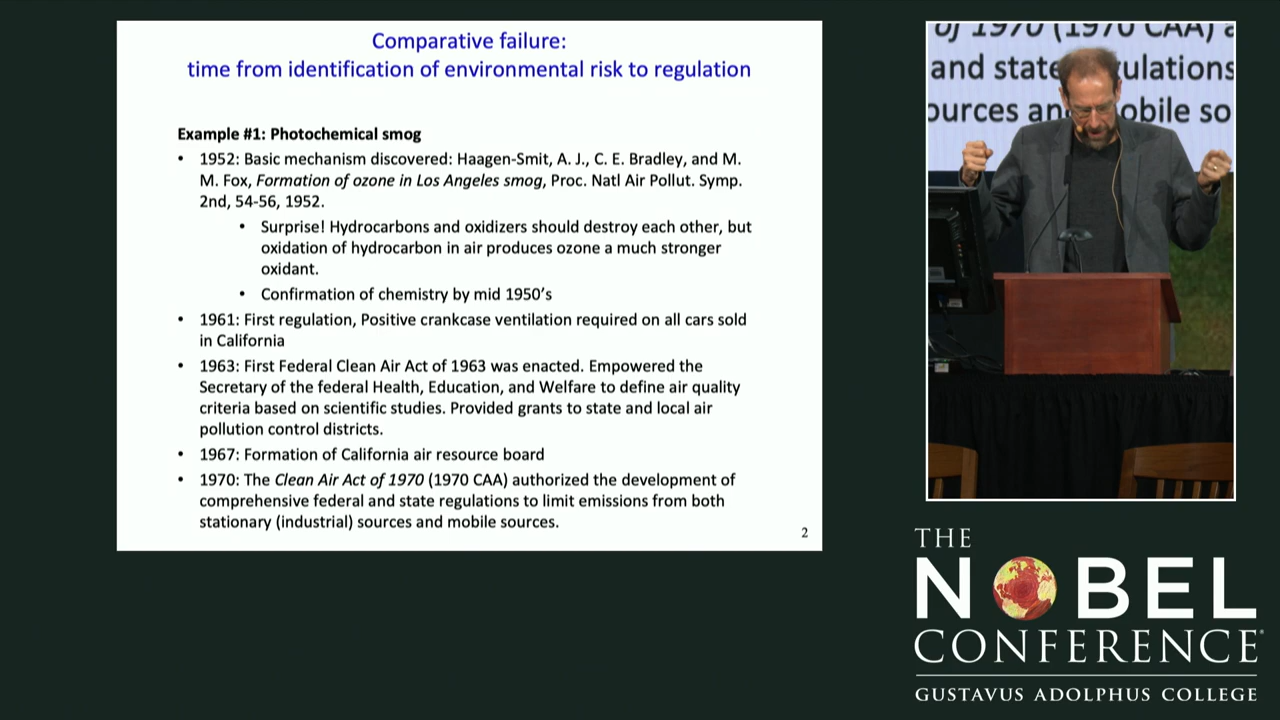 Comparative failure:
time from identification of environmental risk to regulation
Example #1: Photochemical smog
• 1952: Basic mechanism discovered: Haagen-Smit, A. J., C. E. Bradley, and M.
M. Fox, Formation of ozone in Los Angeles smog, Proc. Natl Air Pollut. Symp.
2nd, 54-56, 1952.
• Surprise! Hydrocarbons and oxidizers should destroy each other, but
oxidation of hydrocarbon in air produces ozone a much stronger
oxidant.
• Confirmation of chemistry by mid 1950's
• 1961: First regulation, Positive crankcase ventilation required on all cars sold
in California
• 1963: First Federal Clean Air Act of 1963 was enacted. Empowered the
Secretary of the federal Health, Education, and Welfare to define air quality
criteria based on scientific studies. Provided grants to state and local air
pollution control districts.
• 1967: Formation of California air resource board
• 1970: The Clean Air Act of 1970 (1970 CAA) authorized the development of
comprehensive federal and state regulations to limit emissions from both
stationary (industrial) sources and mobile sources.
2
of 1970 (1970 CAA) a
and state ulations
ources an obile so
THE
NOBEL
CONFERENCE®
GUSTAVUS ADOLPHUS COLLEGE